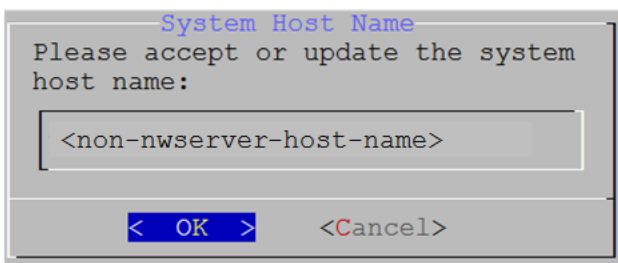 System Host Name
Please accept or update the system
host name:
<non-nwserver-host-name>
< OK > <Cancel>